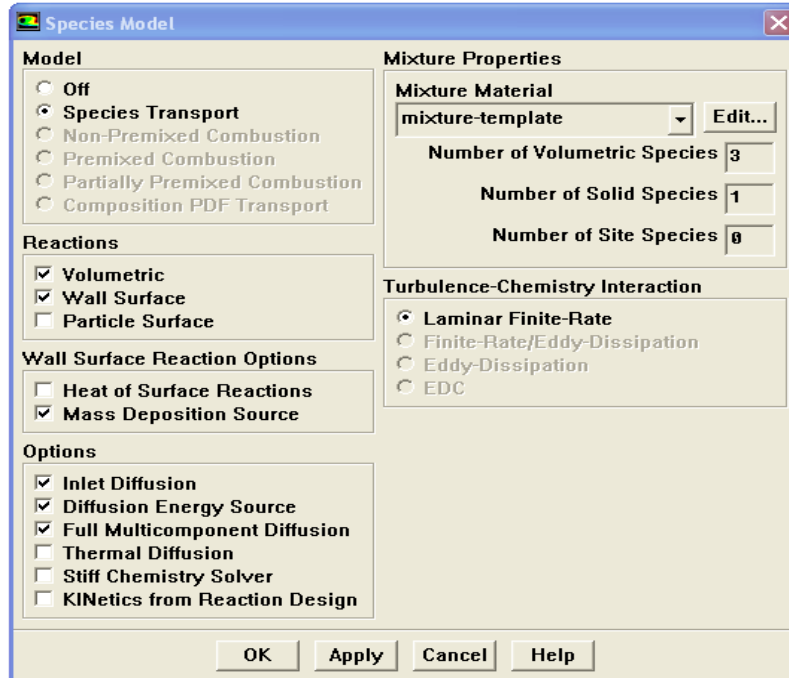 Species Model
Model
Off
Species Transport
Non-Premixed Combustion
Premixed Combustion
Partially Premixed Combustion
Composition PDF Transport
Reactions
Volumetric
Wall Surface
Particle Surface
Wall Surface Reaction Options
Heat of Surface Reactions
Mass Deposition Source
Options
Inlet Diffusion
Diffusion Energy Source
Full Multicomponent Diffusion
Thermal Diffusion
Stiff Chemistry Solver
KINetics from Reaction Design
Mixture Properties
Mixture Material
mixture-template Edit...
Number of Volumetric Species 3
Number of Solid Species 1
Number of Site Species 0
Turbulence-Chemistry Interaction
Laminar Finite-Rate
Finite-Rate/Eddy-Dissipation
Eddy-Dissipation
EDC
OK Apply Cancel Help